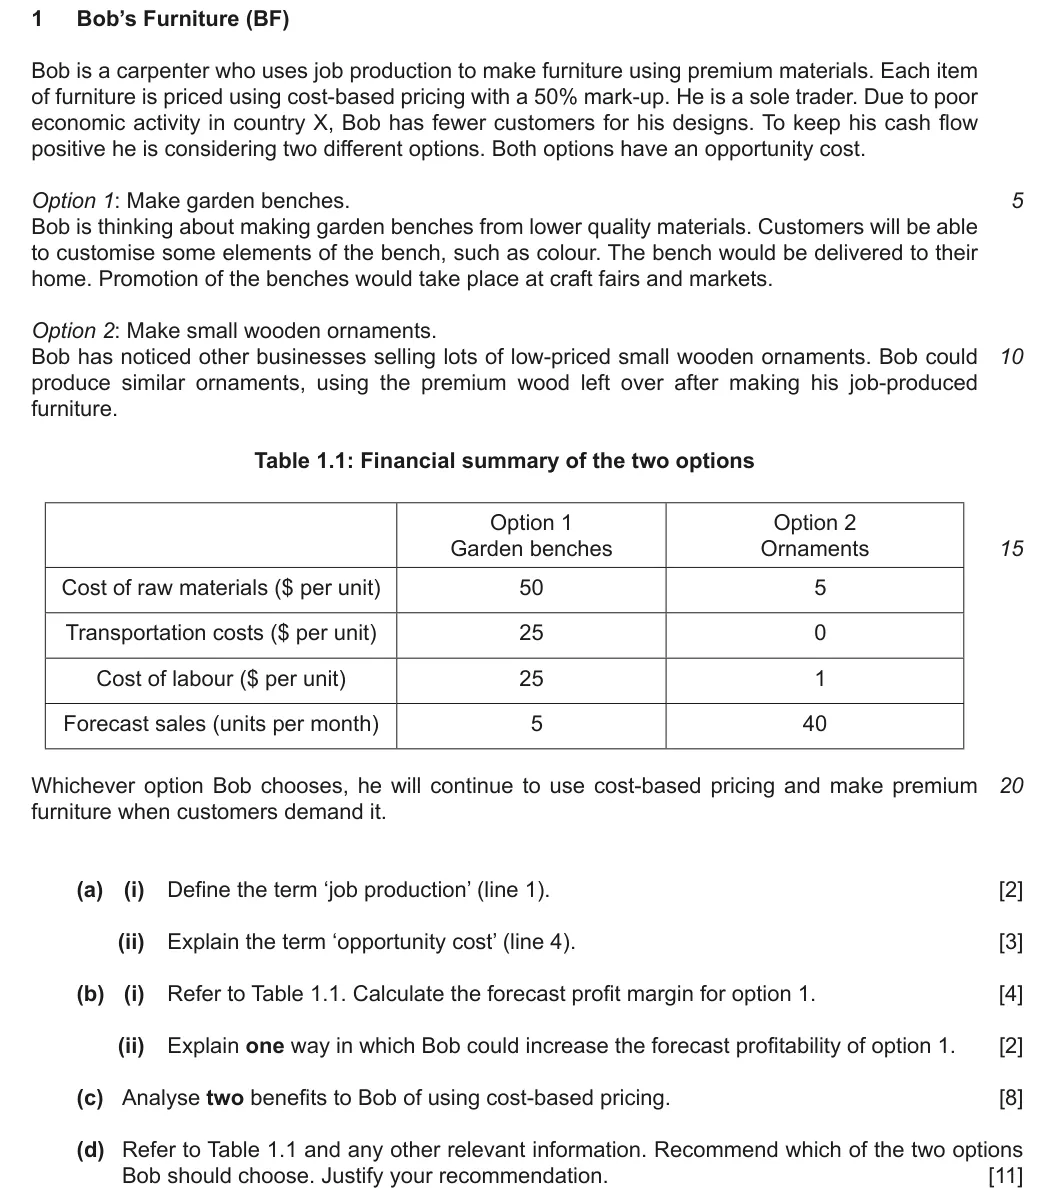 1 Bob’s Furniture (BF)
Bob is a carpenter who uses job production to make furniture using premium materials. Each item
of furniture is priced using cost-based pricing with a 50% mark-up. He is a sole trader. Due to poor
economic activity in country X, Bob has fewer customers for his designs. To keep his cash flow
positive he is considering two different options. Both options have an opportunity cost.
Option 1: Make garden benches. 5
Bob is thinking about making garden benches from lower quality materials. Customers will be able
to customise some elements of the bench, such as colour. The bench would be delivered to their
home. Promotion of the benches would take place at craft fairs and markets.
Option 2: Make small wooden ornaments.
Bob has noticed other businesses selling lots of low-priced small wooden ornaments. Bob could 10
produce similar ornaments, using the premium wood left over after making his job-produced
furniture.
Table 1.1: Financial summary of the two options
Option 1 Option 2
Garden benches Ornaments 15
Cost of raw materials ($ per unit) 50 5
Transportation costs ($ per unit) 25 0
Cost of labour ($ per unit) 25 1
Forecast sales (units per month) 5 40
Whichever option Bob chooses, he will continue to use cost-based pricing and make premium 20
furniture when customers demand it.
(a) (i) Define the term ‘job production’ (line 1). [2]
(ii) Explain the term ‘opportunity cost’ (line 4). [3]
(b) (i) Refer to Table 1.1. Calculate the forecast profit margin for option 1. [4]
(ii) Explain one way in which Bob could increase the forecast profitability of option 1. [2]
(c) Analyse two benefits to Bob of using cost-based pricing. [8]
(d) Refer to Table 1.1 and any other relevant information. Recommend which of the two options
Bob should choose. Justify your recommendation. [11]